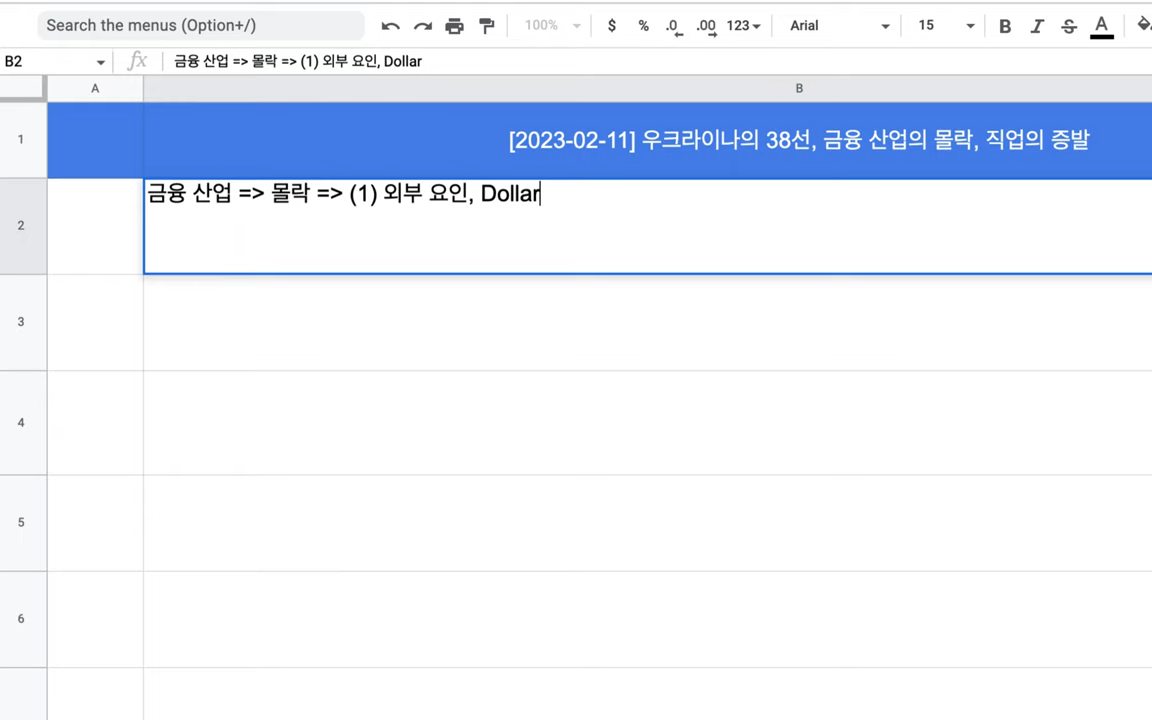 Search the menus (Option+/)
100%
$ % .0 .00 123
Arial
15
B I S A
B2
fx
금융 산업 => 몰락 => (1) 외부 요인, Dollar
A
B
1
[2023-02-11] 우크라이나의 38선, 금융 산업의 몰락, 직업의 증발
2
금융 산업 => 몰락 => (1) 외부 요인, Dollar
3
4
5
6